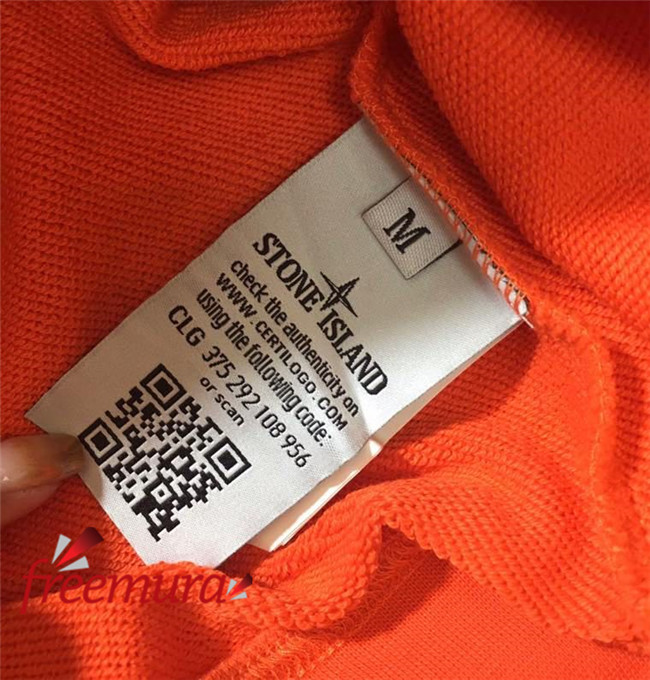 M
STONE ISLAND
check the authenticity on
WWW.CERTILOGO.COM
using the following code:
CLG 375 292 108 956
or scan
freemura